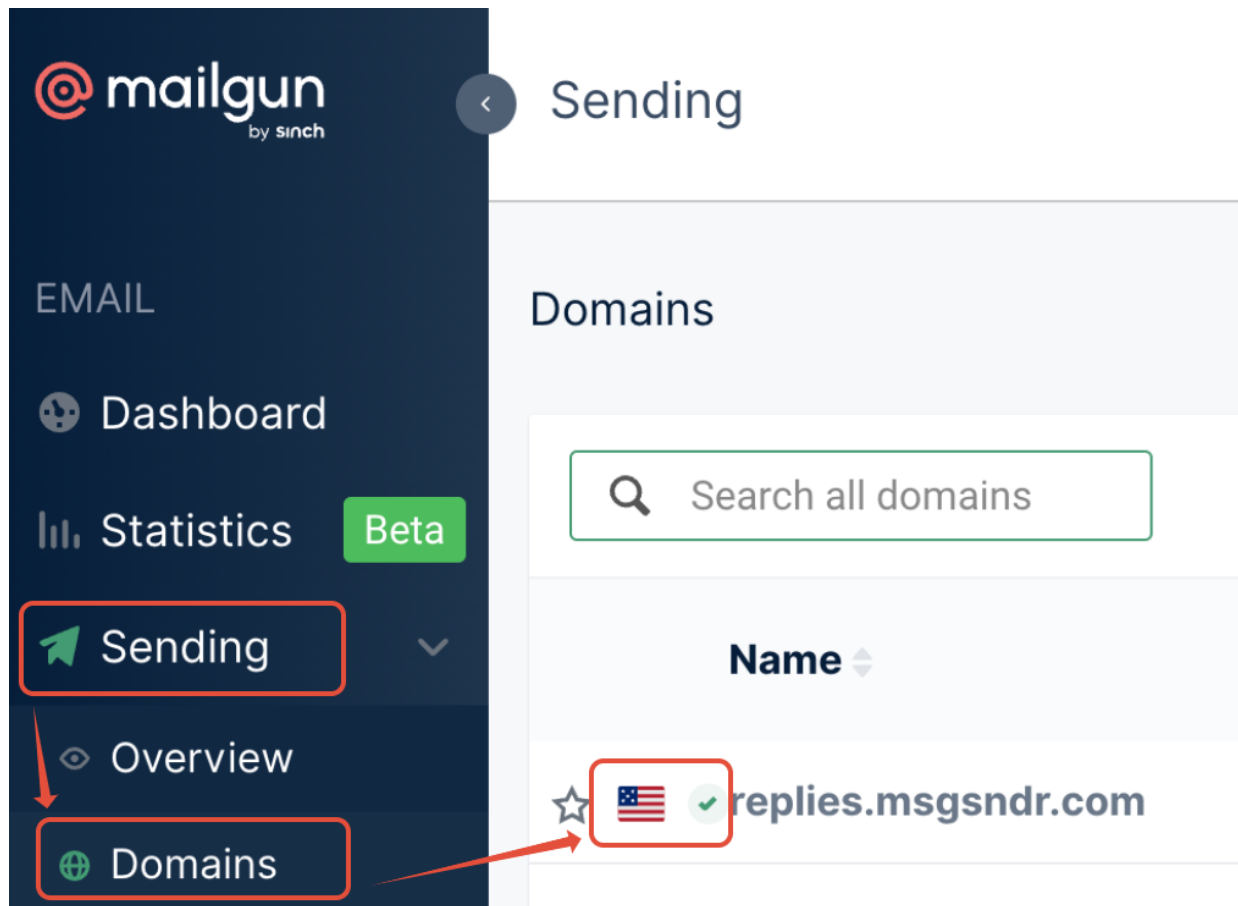 mailgun
by sinch
EMAIL
Dashboard
Statistics
Beta
Sending
Overview
Domains
Sending
Domains
Search all domains
Name
replies.msgsndr.com